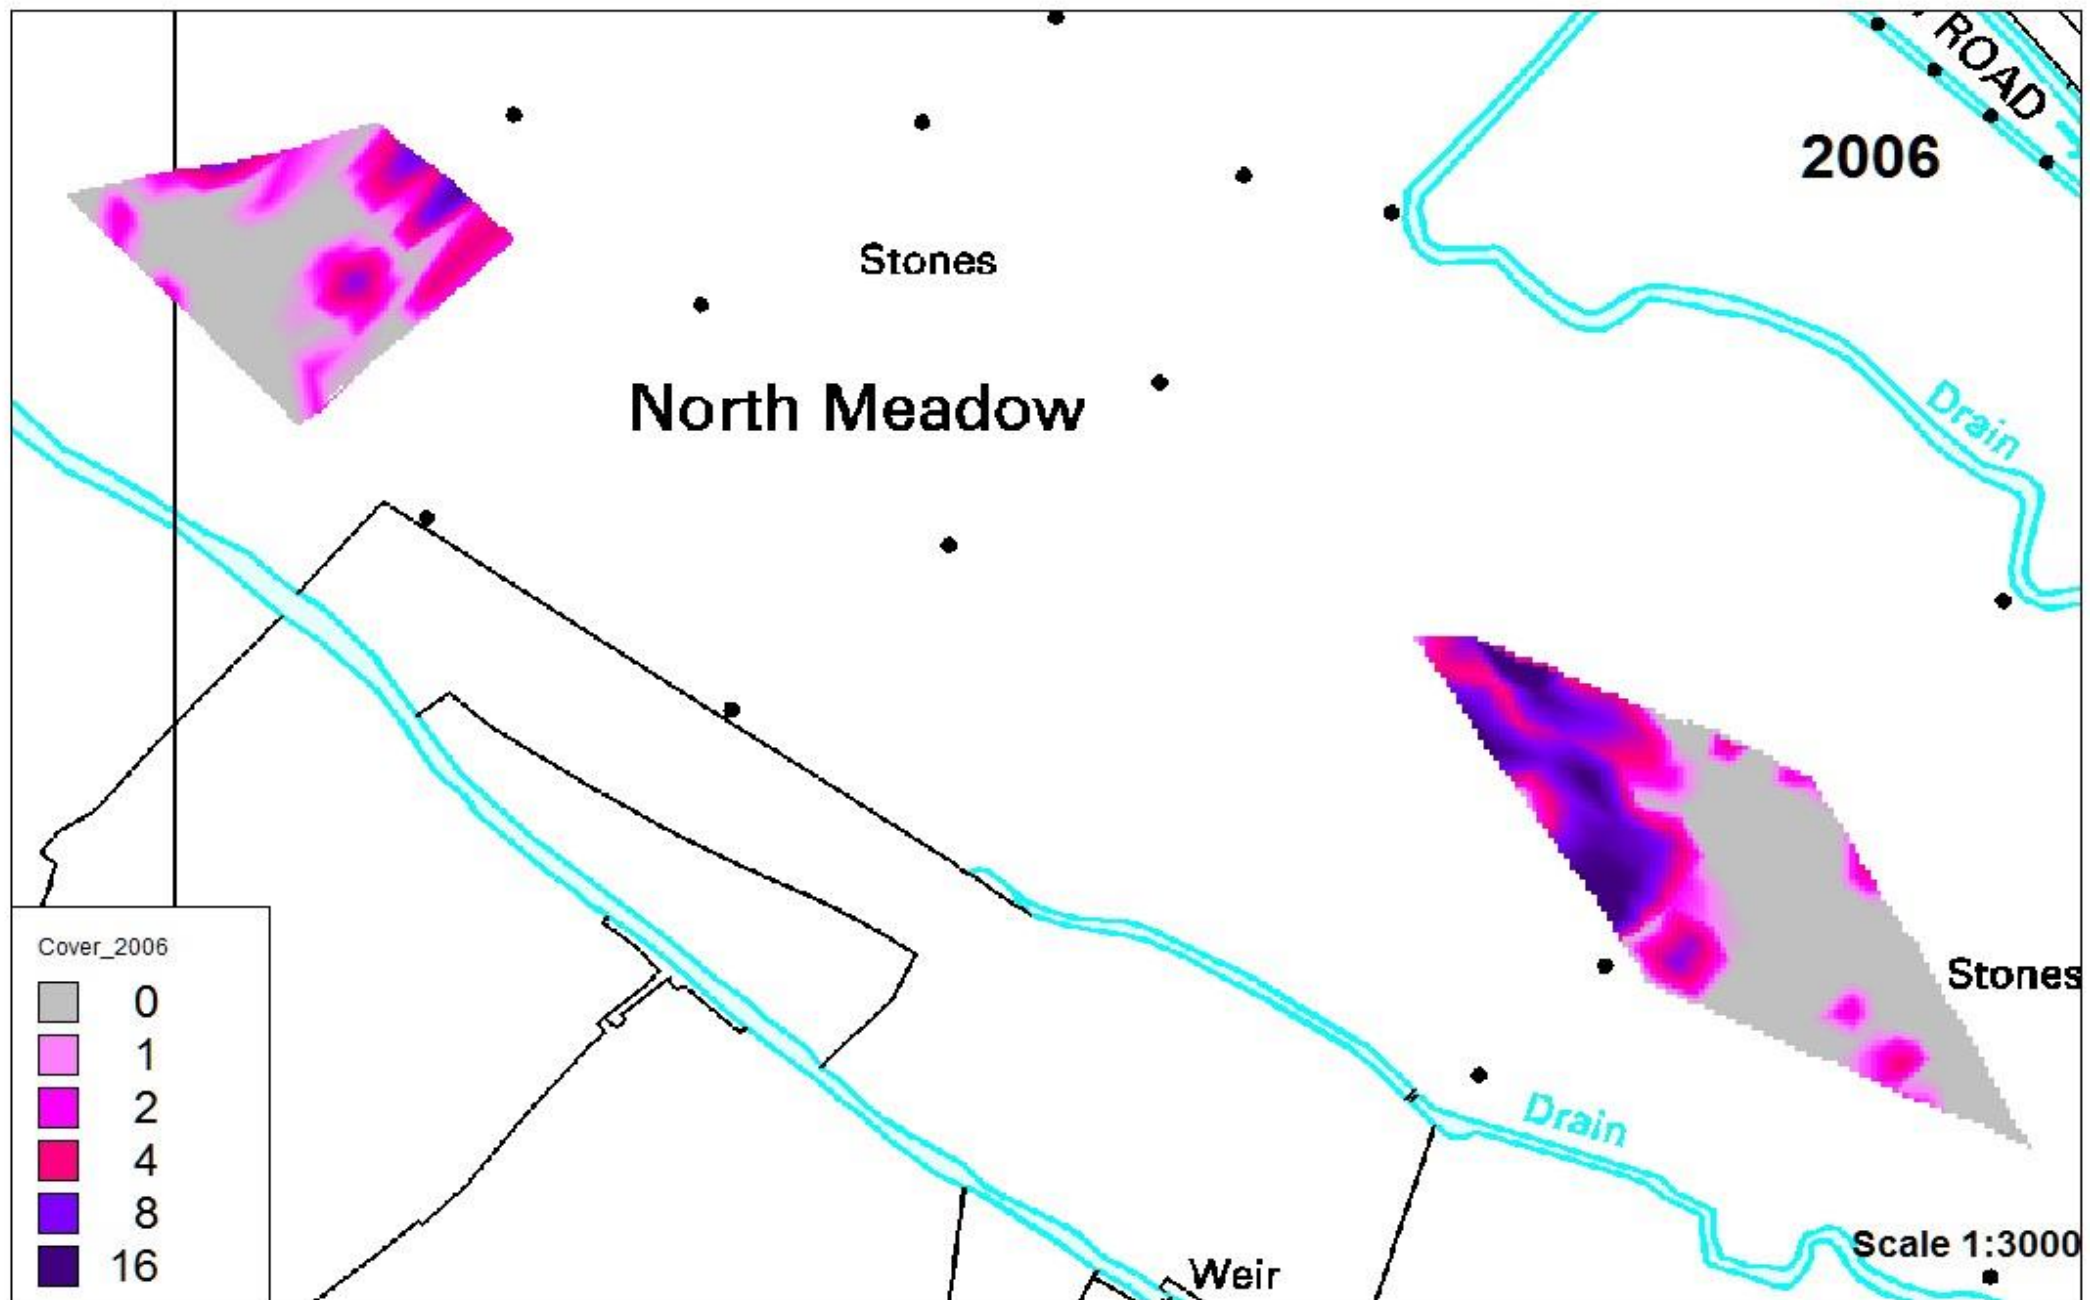 ROAD
2006
Stones
North Meadow
Drain
Stones
Drain
Scale 1:3000
Weir
Cover_2006
0
1
2
4
8
16